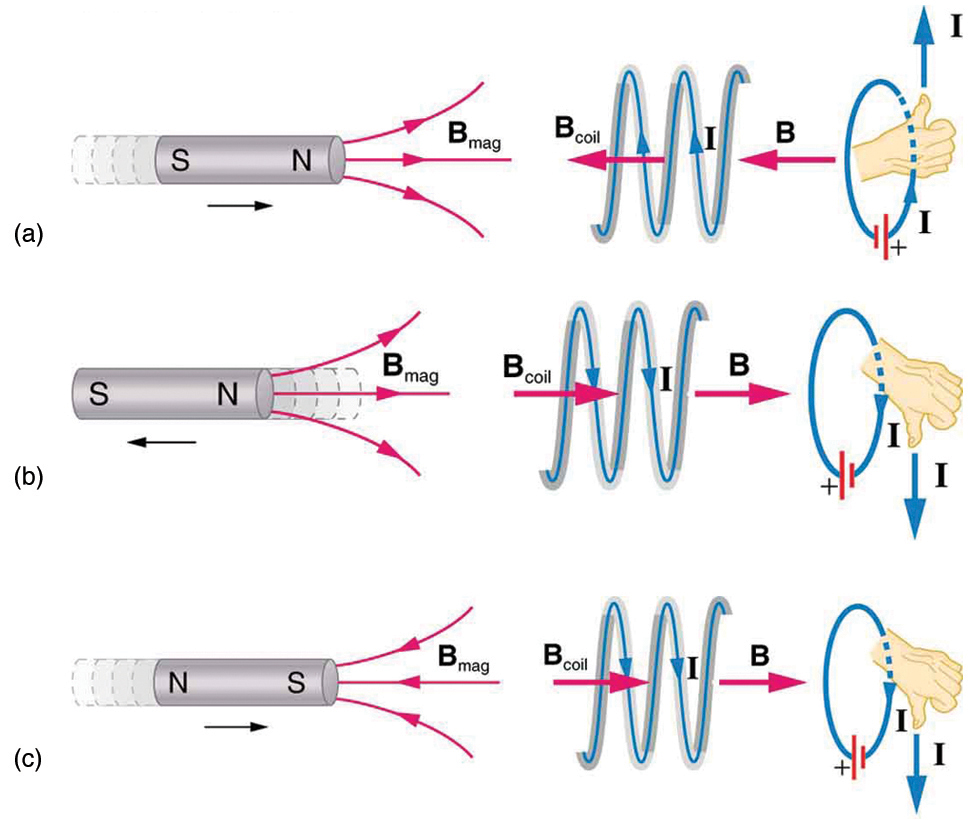 I
S N B_mag B_coil I B
I
+
(a)
S N B_mag B_coil I B
I
+ I
(b)
N S B_mag B_coil I B
I
+ I
(c)